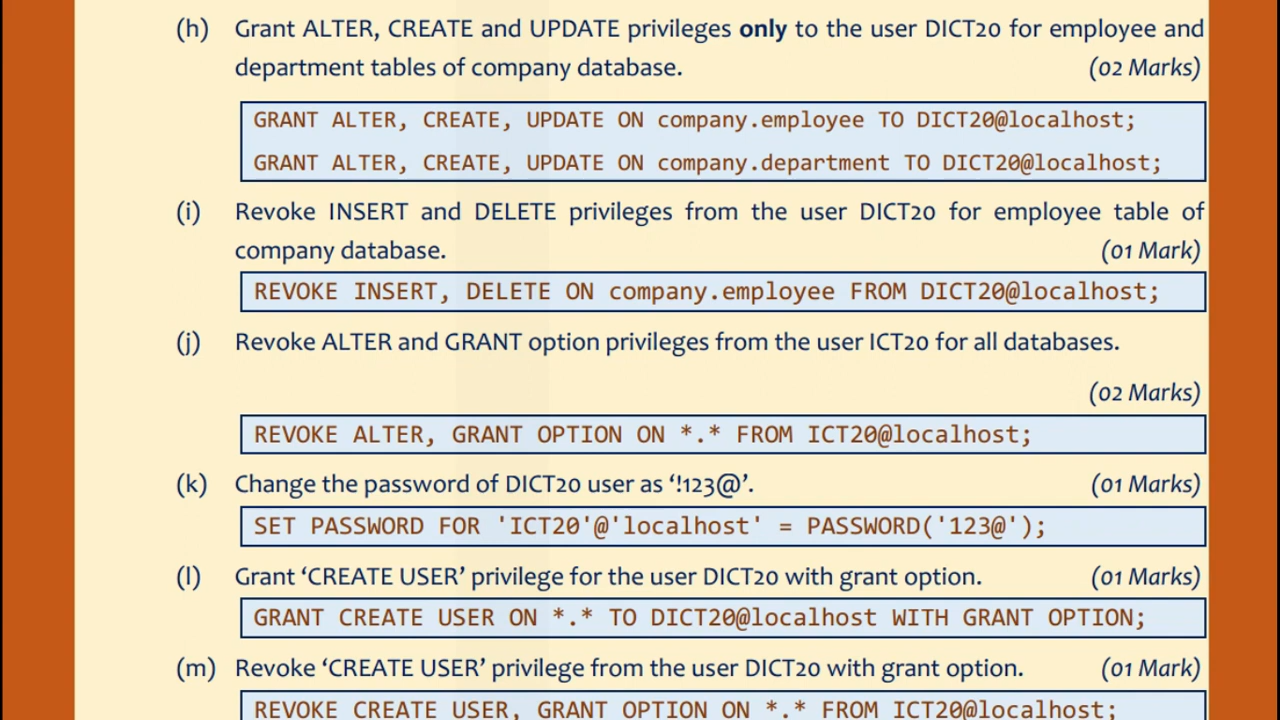 (h) Grant ALTER, CREATE and UPDATE privileges only to the user DICT20 for employee and
department tables of company database. (02 Marks)
GRANT ALTER, CREATE, UPDATE ON company.employee TO DICT20@localhost;
GRANT ALTER, CREATE, UPDATE ON company.department TO DICT20@localhost;
(i) Revoke INSERT and DELETE privileges from the user DICT20 for employee table of
company database. (01 Mark)
REVOKE INSERT, DELETE ON company.employee FROM DICT20@localhost;
(j) Revoke ALTER and GRANT option privileges from the user ICT20 for all databases.
(02 Marks)
REVOKE ALTER, GRANT OPTION ON *.* FROM ICT20@localhost;
(k) Change the password of DICT20 user as ‘!123@’. (01 Marks)
SET PASSWORD FOR 'ICT20'@'localhost' = PASSWORD('123@');
(l) Grant ‘CREATE USER’ privilege for the user DICT20 with grant option. (01 Marks)
GRANT CREATE USER ON *.* TO DICT20@localhost WITH GRANT OPTION;
(m) Revoke ‘CREATE USER’ privilege from the user DICT20 with grant option. (01 Mark)
REVOKE CREATE USER, GRANT OPTION ON *.* FROM ICT20@localhost;